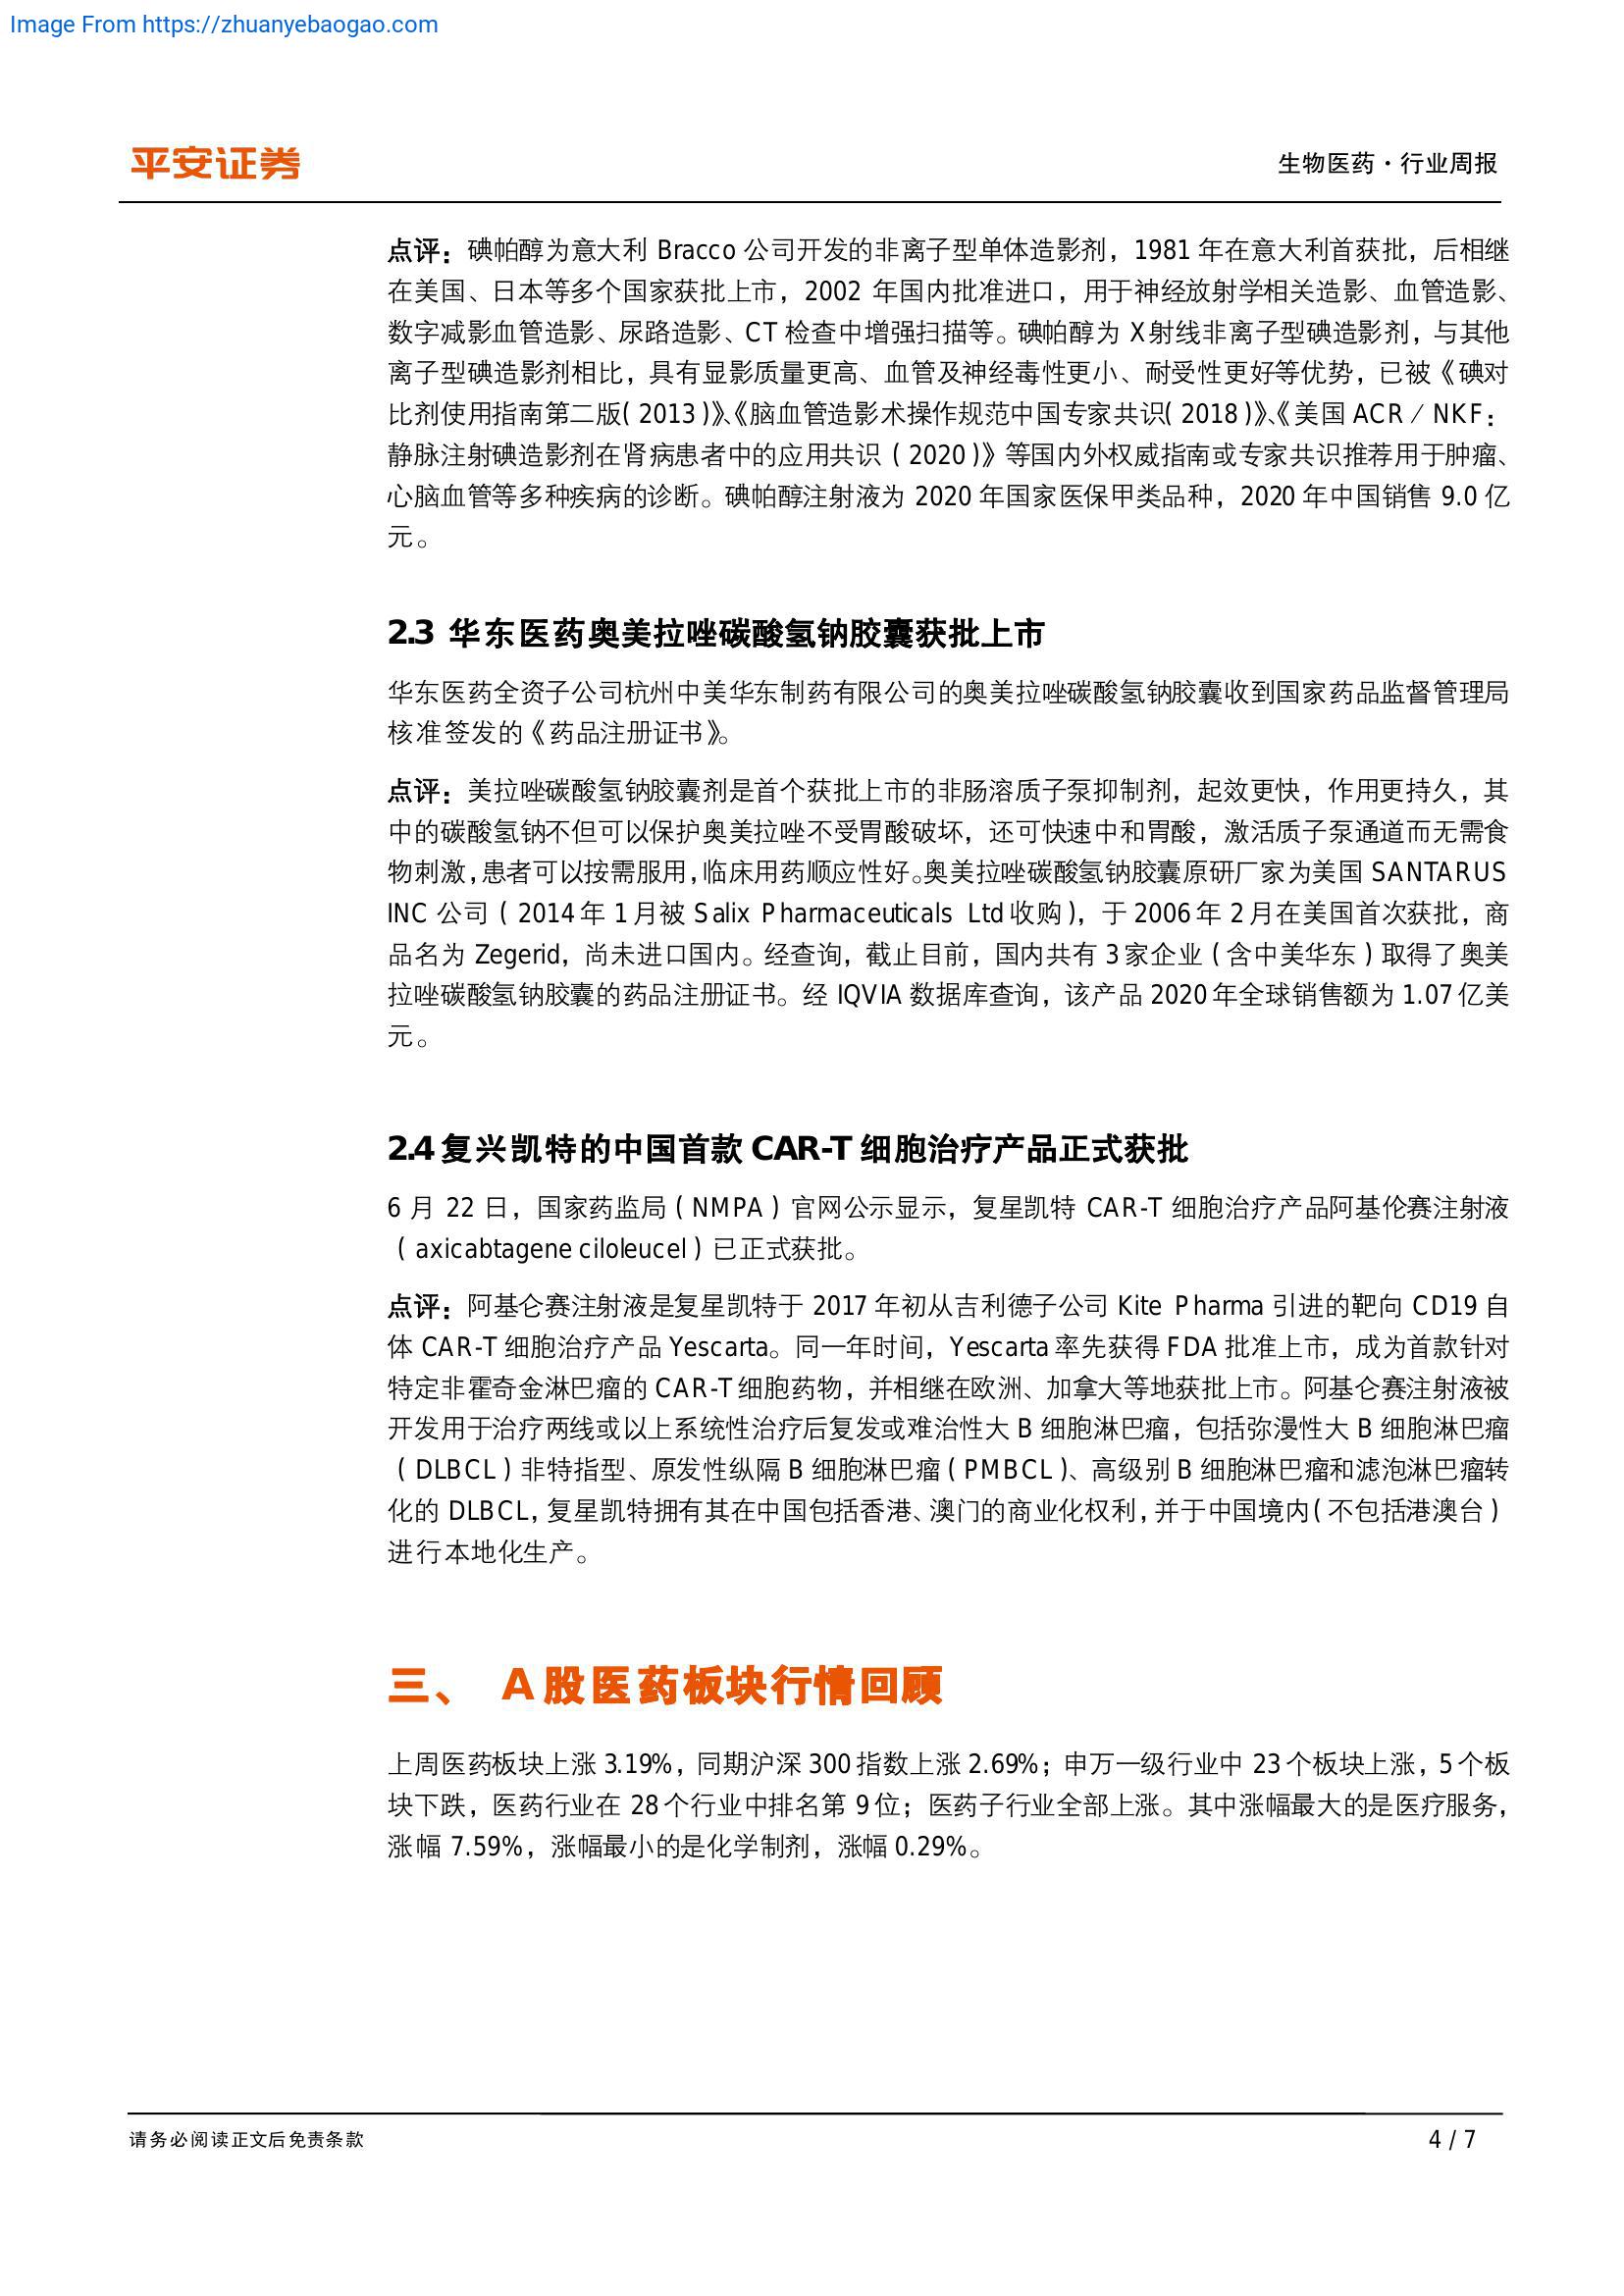 Image From https://zhuanyebaogao.com
平安证券
生物医药·行业周报
点评：碘帕醇为意大利 Bracco 公司开发的非离子型单体造影剂，1981 年在意大利首获批，后相继
在美国、日本等多个国家获批上市，2002 年国内批准进口，用于神经放射学相关造影、血管造影、
数字减影血管造影、尿路造影、CT 检查中增强扫描等。碘帕醇为 X射线非离子型碘造影剂，与其他
离子型碘造影剂相比，具有显影质量更高、血管及神经毒性更小、耐受性更好等优势，已被《碘对
比剂使用指南第二版（2013）》、《脑血管造影术操作规范中国专家共识（2018）》、《美国 ACR／NKF：
静脉注射碘造影剂在肾病患者中的应用共识（2020）》等国内外权威指南或专家共识推荐用于肿瘤、
心脑血管等多种疾病的诊断。碘帕醇注射液为 2020 年国家医保甲类品种，2020 年中国销售 9.0 亿
元。
2.3 华东医药奥美拉唑碳酸氢钠胶囊获批上市
华东医药全资子公司杭州中美华东制药有限公司的奥美拉唑碳酸氢钠胶囊收到国家药品监督管理局
核准签发的《药品注册证书》。
点评：美拉唑碳酸氢钠胶囊剂是首个获批上市的非肠溶质子泵抑制剂，起效更快，作用更持久，其
中的碳酸氢钠不但可以保护奥美拉唑不受胃酸破坏，还可快速中和胃酸，激活质子泵通道而无需食
物刺激，患者可以按需服用，临床用药顺应性好。奥美拉唑碳酸氢钠胶囊原研厂家为美国 SANTARUS
INC 公司（2014 年 1 月被 Salix Pharmaceuticals Ltd 收购），于 2006 年 2 月在美国首次获批，商
品名为 Zegerid，尚未进口国内。经查询，截止目前，国内共有 3 家企业（含中美华东）取得了奥美
拉唑碳酸氢钠胶囊的药品注册证书。经 IQVIA 数据库查询，该产品 2020 年全球销售额为 1.07 亿美
元。
2.4 复兴凯特的中国首款 CAR-T 细胞治疗产品正式获批
6 月 22 日，国家药监局（NMPA）官网公示显示，复星凯特 CAR-T 细胞治疗产品阿基伦赛注射液
（axicabtagene ciloleucel）已正式获批。
点评：阿基仑赛注射液是复星凯特于 2017 年初从吉利德子公司 Kite Pharma 引进的靶向 CD19 自
体 CAR-T 细胞治疗产品 Yescarta。同一年时间，Yescarta 率先获得 FDA 批准上市，成为首款针对
特定非霍奇金淋巴瘤的 CAR-T 细胞药物，并相继在欧洲、加拿大等地获批上市。阿基仑赛注射液被
开发用于治疗两线或以上系统性治疗后复发或难治性大 B 细胞淋巴瘤，包括弥漫性大 B 细胞淋巴瘤
（DLBCL）非特指型、原发性纵隔 B 细胞淋巴瘤（PMBCL）、高级别 B 细胞淋巴瘤和滤泡淋巴瘤转
化的 DLBCL，复星凯特拥有其在中国包括香港、澳门的商业化权利，并于中国境内（不包括港澳台）
进行本地化生产。
三、 A 股医药板块行情回顾
上周医药板块上涨 3.19%，同期沪深 300 指数上涨 2.69%；申万一级行业中 23 个板块上涨，5 个板
块下跌，医药行业在 28 个行业中排名第 9 位；医药子行业全部上涨。其中涨幅最大的是医疗服务，
涨幅 7.59%，涨幅最小的是化学制剂，涨幅 0.29%。
请务必阅读正文后免责条款
4 / 7